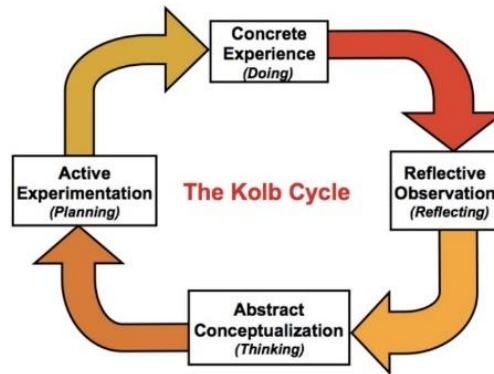 Concrete
Experience
(Doing)
Reflective
Observation
(Reflecting)
Abstract
Conceptualization
(Thinking)
Active
Experimentation
(Planning)
The Kolb Cycle